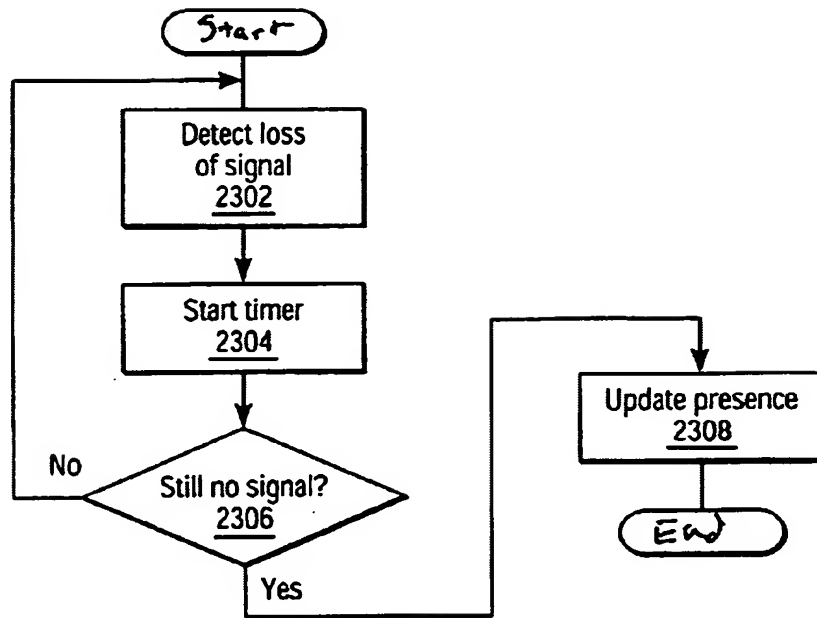 Start
Detect loss
of signal
2302
Start timer
2304
Still no signal?
2306
No
Yes
Update presence
2308
End